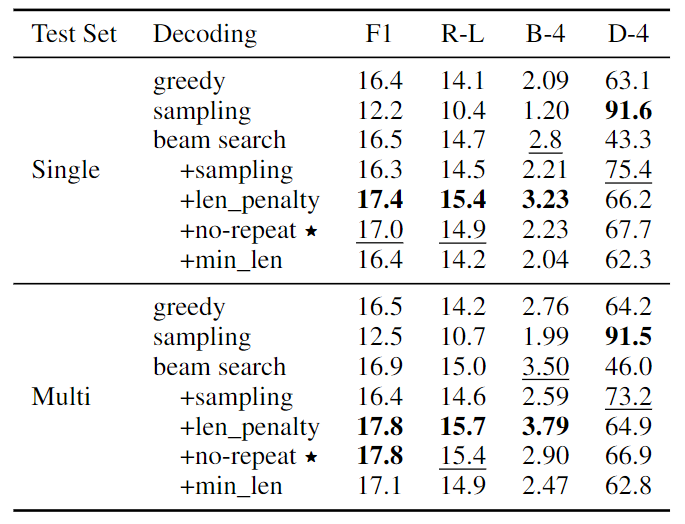 Test Set Decoding F1 R-L B-4 D-4
greedy 16.4 14.1 2.09 63.1
sampling 12.2 10.4 1.20 91.6
beam search 16.5 14.7 2.8 43.3
Single +sampling 16.3 14.5 2.21 75.4
+len_penalty 17.4 15.4 3.23 66.2
+no-repeat ★ 17.0 14.9 2.23 67.7
+min_len 16.4 14.2 2.04 62.3
greedy 16.5 14.2 2.76 64.2
sampling 12.5 10.7 1.99 91.5
beam search 16.9 15.0 3.50 46.0
Multi +sampling 16.4 14.6 2.59 73.2
+len_penalty 17.8 15.7 3.79 64.9
+no-repeat ★ 17.8 15.4 2.90 66.9
+min_len 17.1 14.9 2.47 62.8